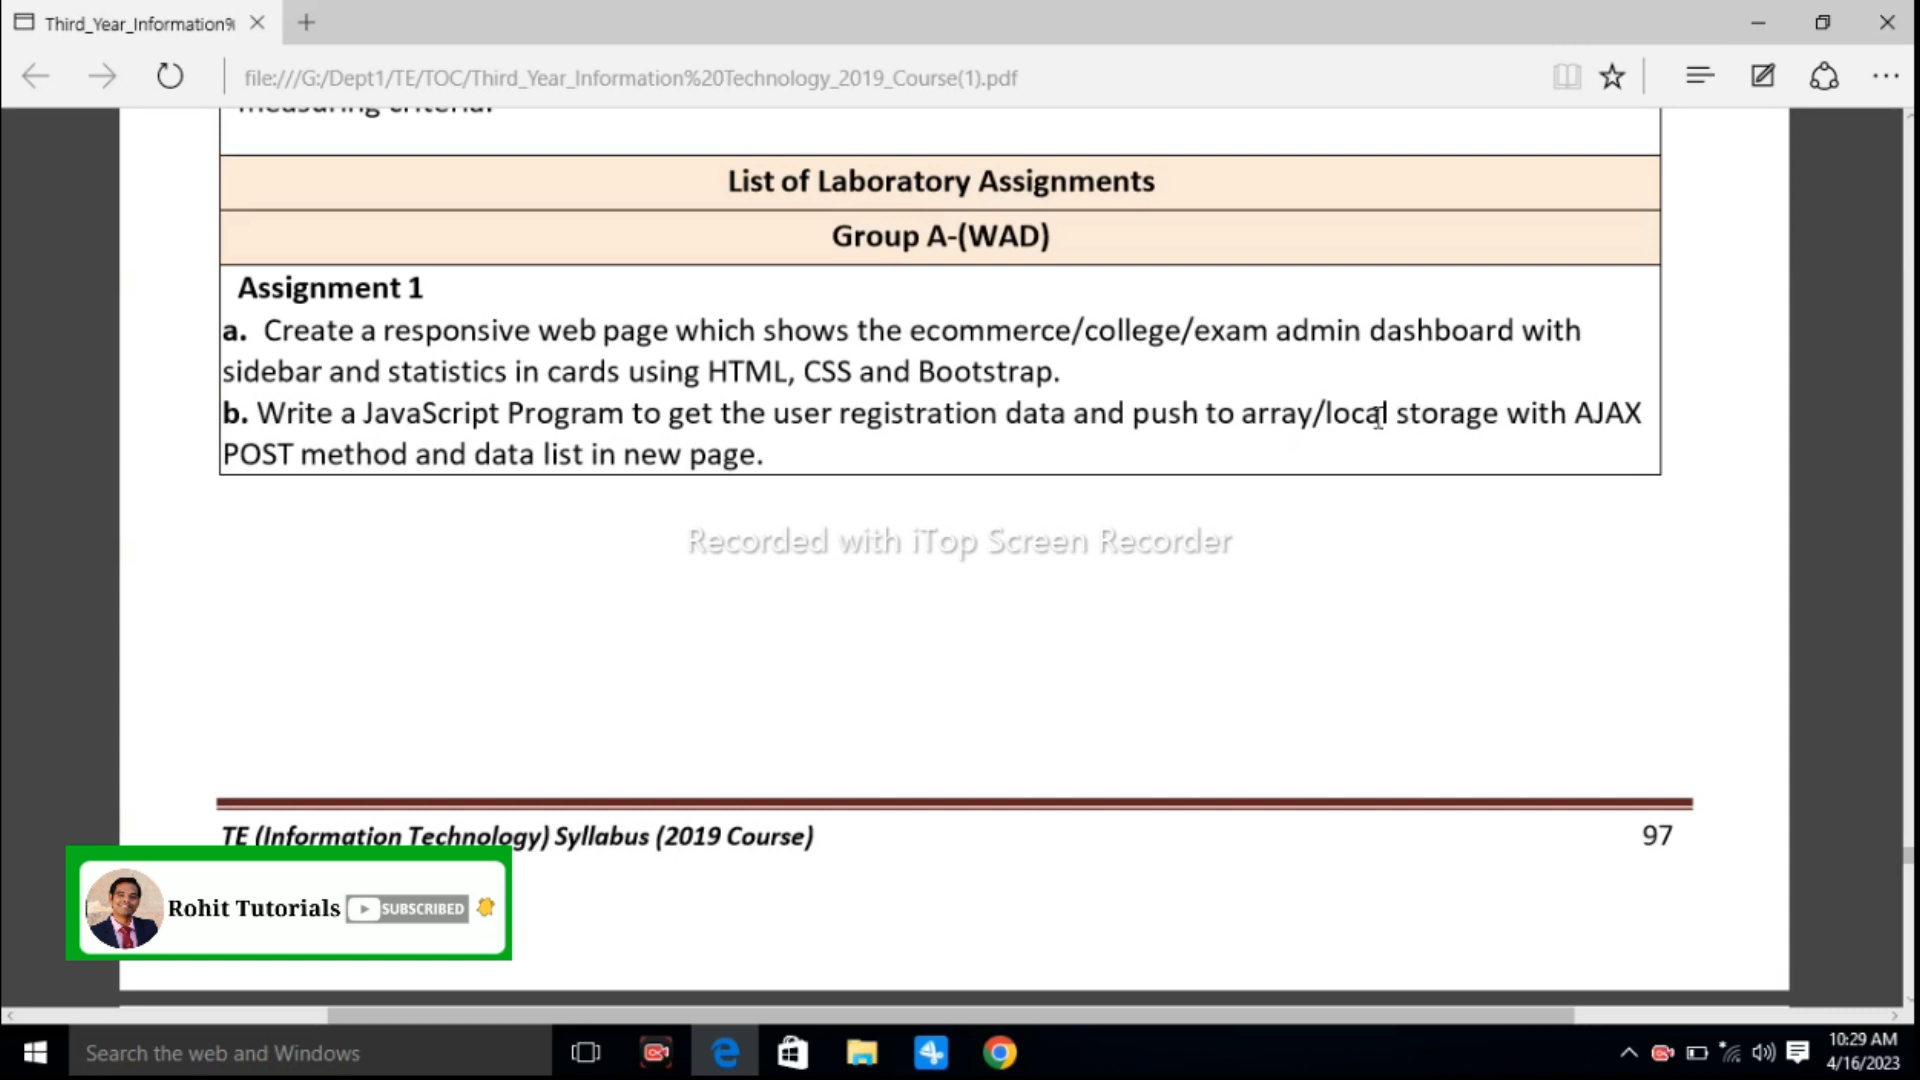 Third_Year_Information%
file:///G:/Dept1/TE/TOC/Third_Year_Information%20Technology_2019_Course(1).pdf
measuring criteria.
List of Laboratory Assignments
Group A-(WAD)
Assignment 1
a. Create a responsive web page which shows the ecommerce/college/exam admin dashboard with
sidebar and statistics in cards using HTML, CSS and Bootstrap.
b. Write a JavaScript Program to get the user registration data and push to array/local storage with AJAX
POST method and data list in new page.
Recorded with iTop Screen Recorder
TE (Information Technology) Syllabus (2019 Course) 97
Rohit Tutorials SUBSCRIBED
Search the web and Windows
10:29 AM
4/16/2023